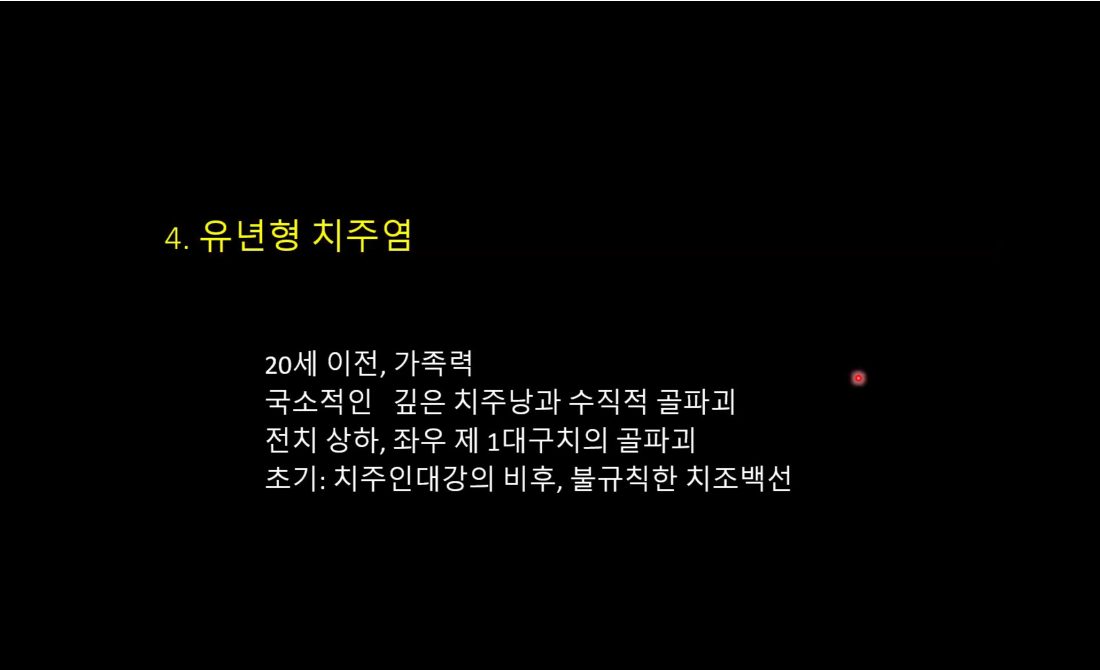 4. 유년형 치주염
20세 이전, 가족력
국소적인 깊은 치주낭과 수직적 골파괴
전치 상하, 좌우 제 1대구치의 골파괴
초기: 치주인대강의 비후, 불규칙한 치조백선